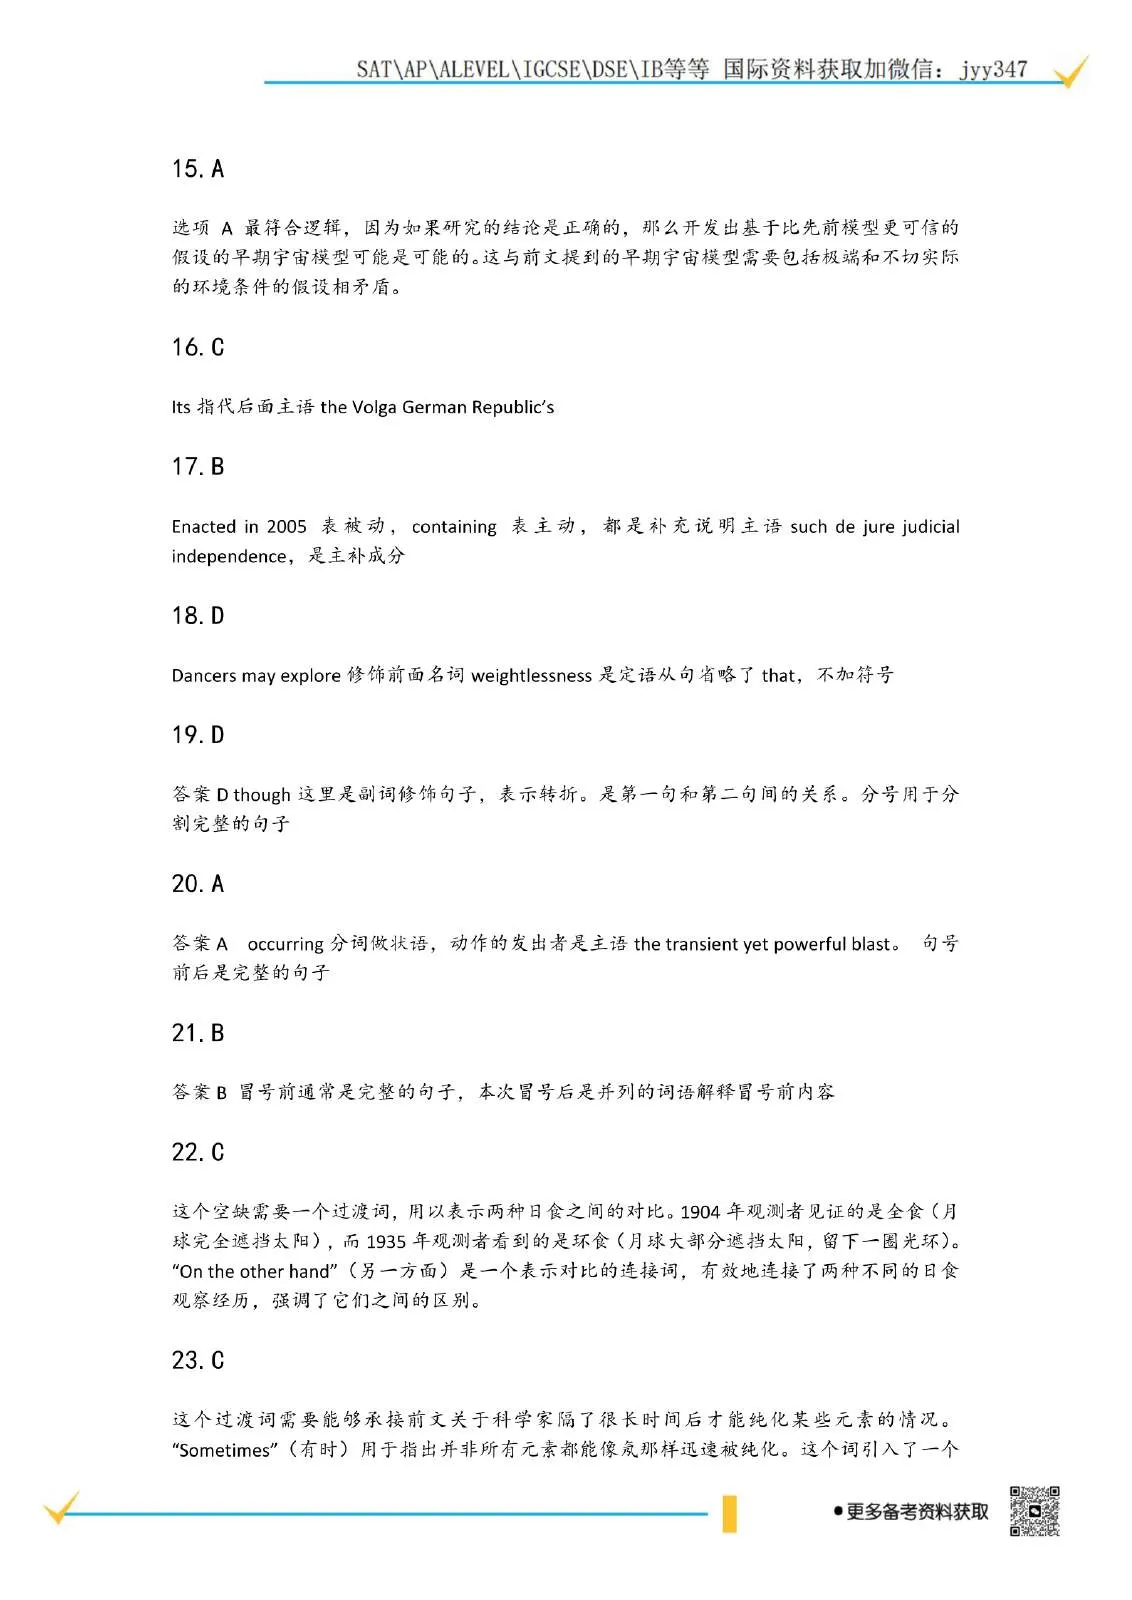 SAT\AP\ALEVEL\IGCSE\DSE\IB等等 国际资料获取加微信：jyy347
15. A
选项 A 最符合逻辑，因为如果研究的结论是正确的，那么开发出基于比先前模型更可信的
假设的早期宇宙模型可能是可能的。这与前文提到的早期宇宙模型需要包括极端和不切实际
的环境条件的假设相矛盾。
16. C
Its 指代后面主语 the Volga German Republic’s
17. B
Enacted in 2005 表被动，containing 表主动，都是补充说明主语 such de jure judicial
independence，是主补成分
18. D
Dancers may explore 修饰前面名词 weightlessness 是定语从句省略了 that，不加符号
19. D
答案 D though 这里是副词修饰句子，表示转折。是第一句和第二句间的关系。分号用于分
割完整的句子
20. A
答案 A occurring 分词做状语，动作的发出者是主语 the transient yet powerful blast。 句号
前后是完整的句子
21. B
答案 B 冒号前通常是完整的句子，本次冒号后是并列的词语解释冒号前内容
22. C
这个空缺需要一个过渡词，用以表示两种日食之间的对比。1904 年观测者见证的是全食（月
球完全遮挡太阳），而 1935 年观测者看到的是环食（月球大部分遮挡太阳，留下一圈光环）。
“On the other hand”（另一方面）是一个表示对比的连接词，有效地连接了两种不同的日食
观察经历，强调了它们之间的区别。
23. C
这个过渡词需要能够承接前文关于科学家隔了很长时间后才能纯化某些元素的情况。
“Sometimes”（有时）用于指出并非所有元素都能像氡那样迅速被纯化。这个词引入了一个
•更多备考资料获取